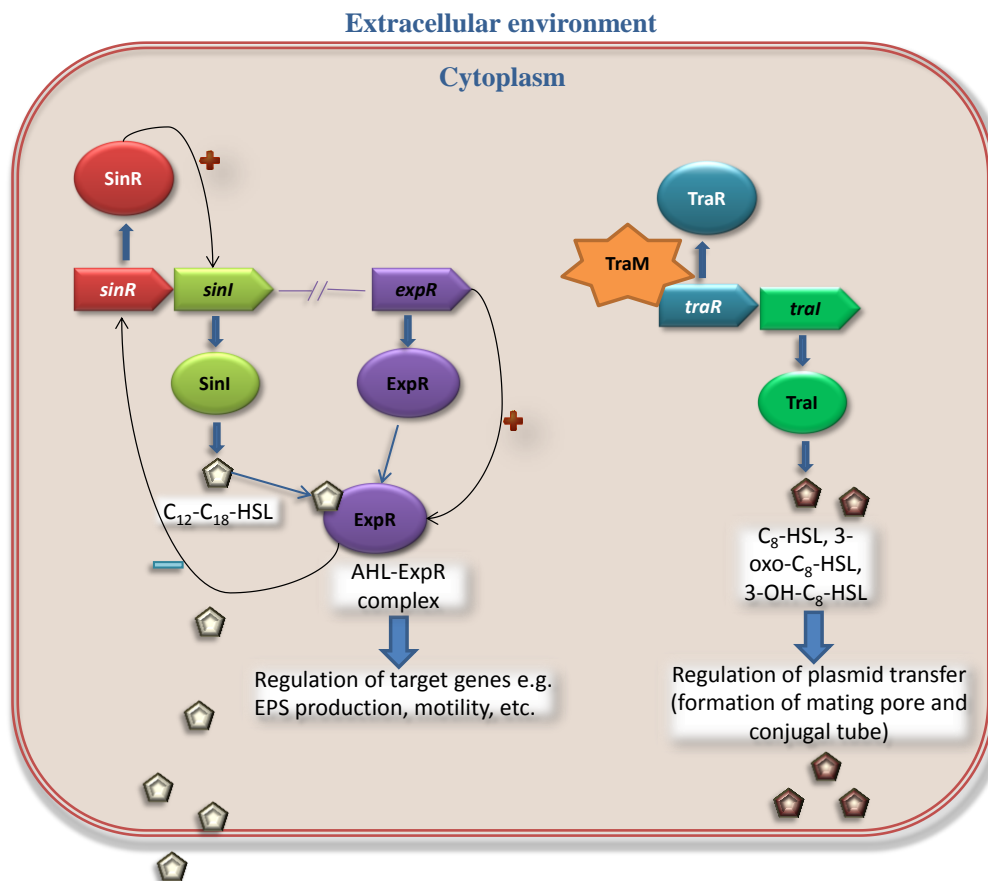 Extracellular environment
Cytoplasm
SinR
sinR
sinI
expR
SinI
ExpR
C₁₂-C₁₈-HSL
ExpR
AHL-ExpR
complex
Regulation of target genes e.g.
EPS production, motility, etc.
TraR
TraM
traR
traI
TraI
C₈-HSL, 3-
oxo-C₈-HSL,
3-OH-C₈-HSL
Regulation of plasmid transfer
(formation of mating pore and
conjugal tube)